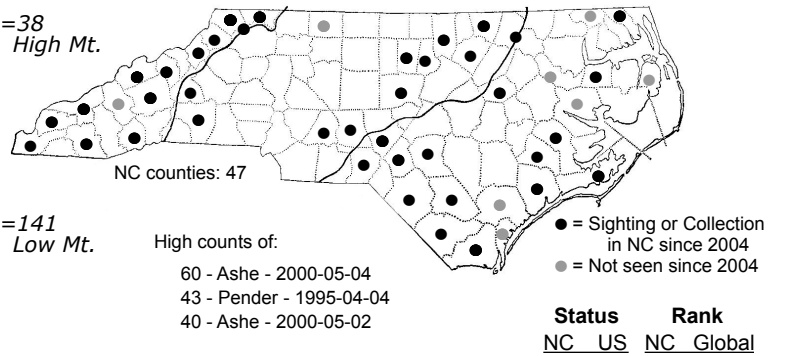 =38
High Mt.
NC counties: 47
=141
Low Mt.
High counts of:
60 - Ashe - 2000-05-04
43 - Pender - 1995-04-04
40 - Ashe - 2000-05-02
= Sighting or Collection
in NC since 2004
= Not seen since 2004
Status Rank
NC US NC Global